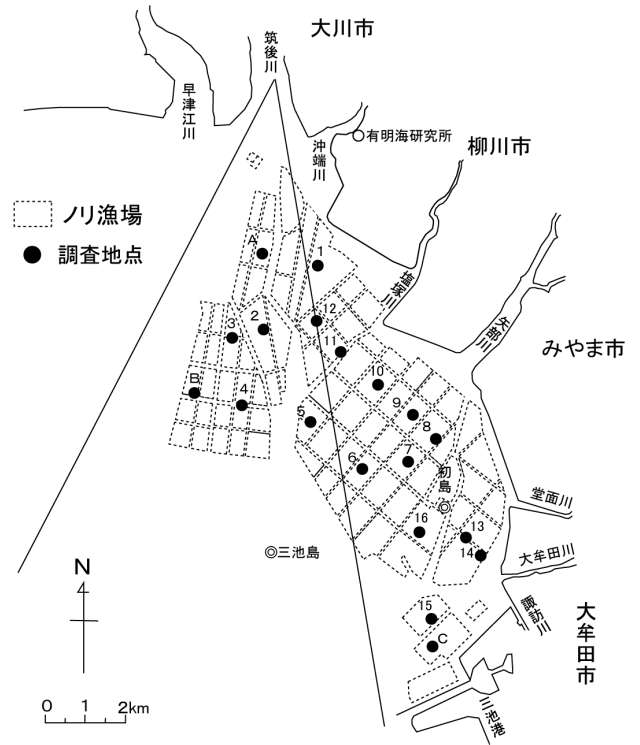 大川市
筑後川
早津江川
沖端川
有明海研究所
柳川市
ノリ漁場
調査地点
A
1
塩塚川
12
2
3
11
矢部川
みやま市
10
B
4
9
5
8
6
7
初島
堂面川
16
13
14
三池島
大牟田川
N
諏訪川
大牟田市
15
C
0 1 2km
三池港